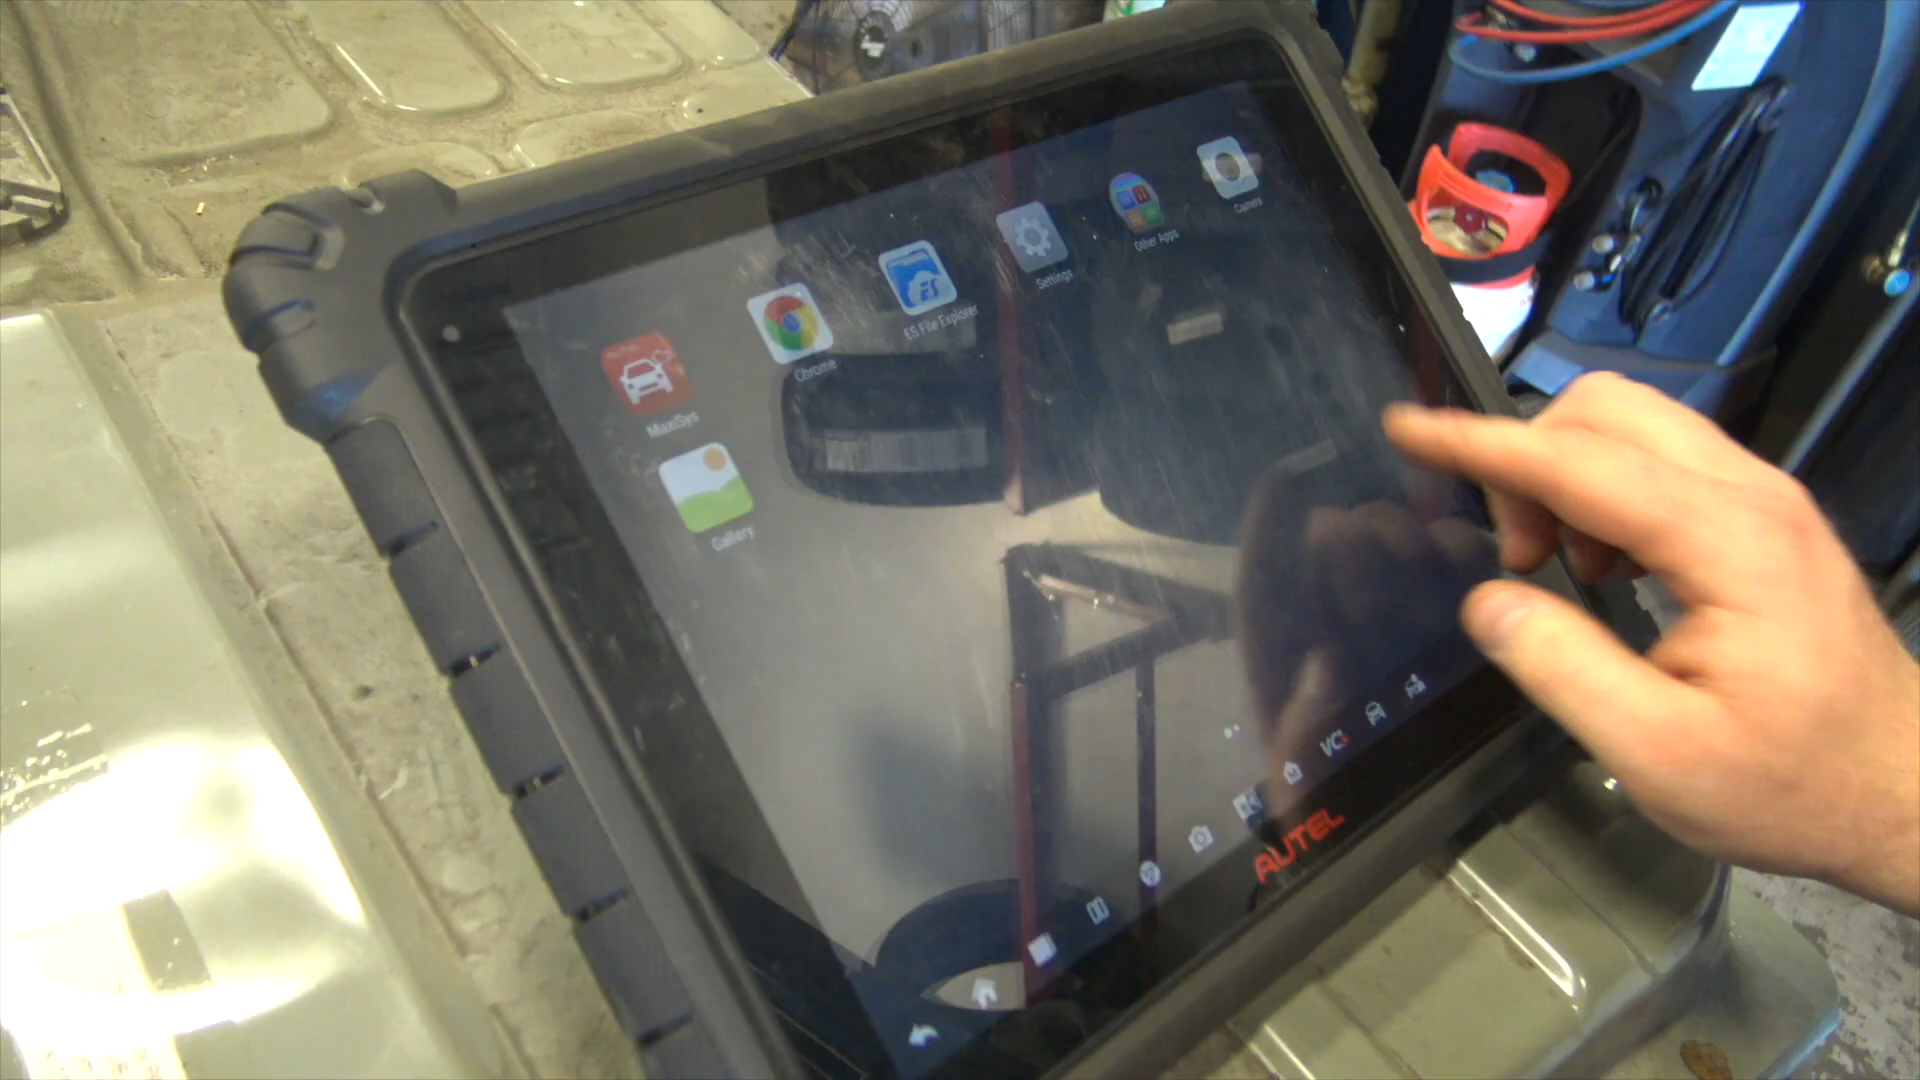 MaxiSys
Chrome
ES File Explorer
Settings
Other Apps
Camera
Gallery
VCI
AUTEL